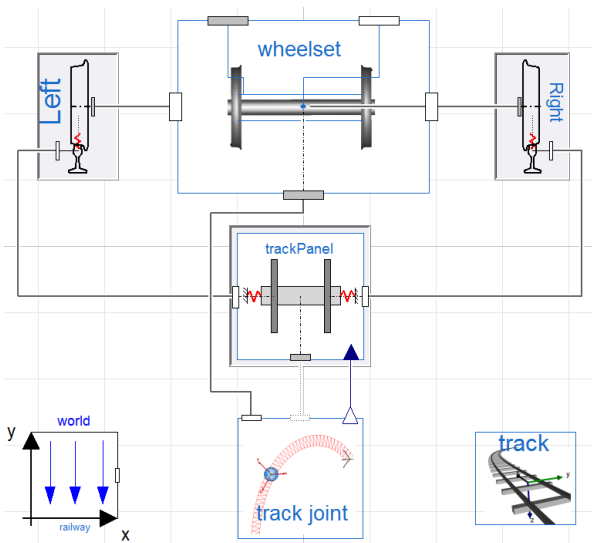 wheelset
Left
Right
trackPanel
world
y
x
railway
track joint
track
y
z